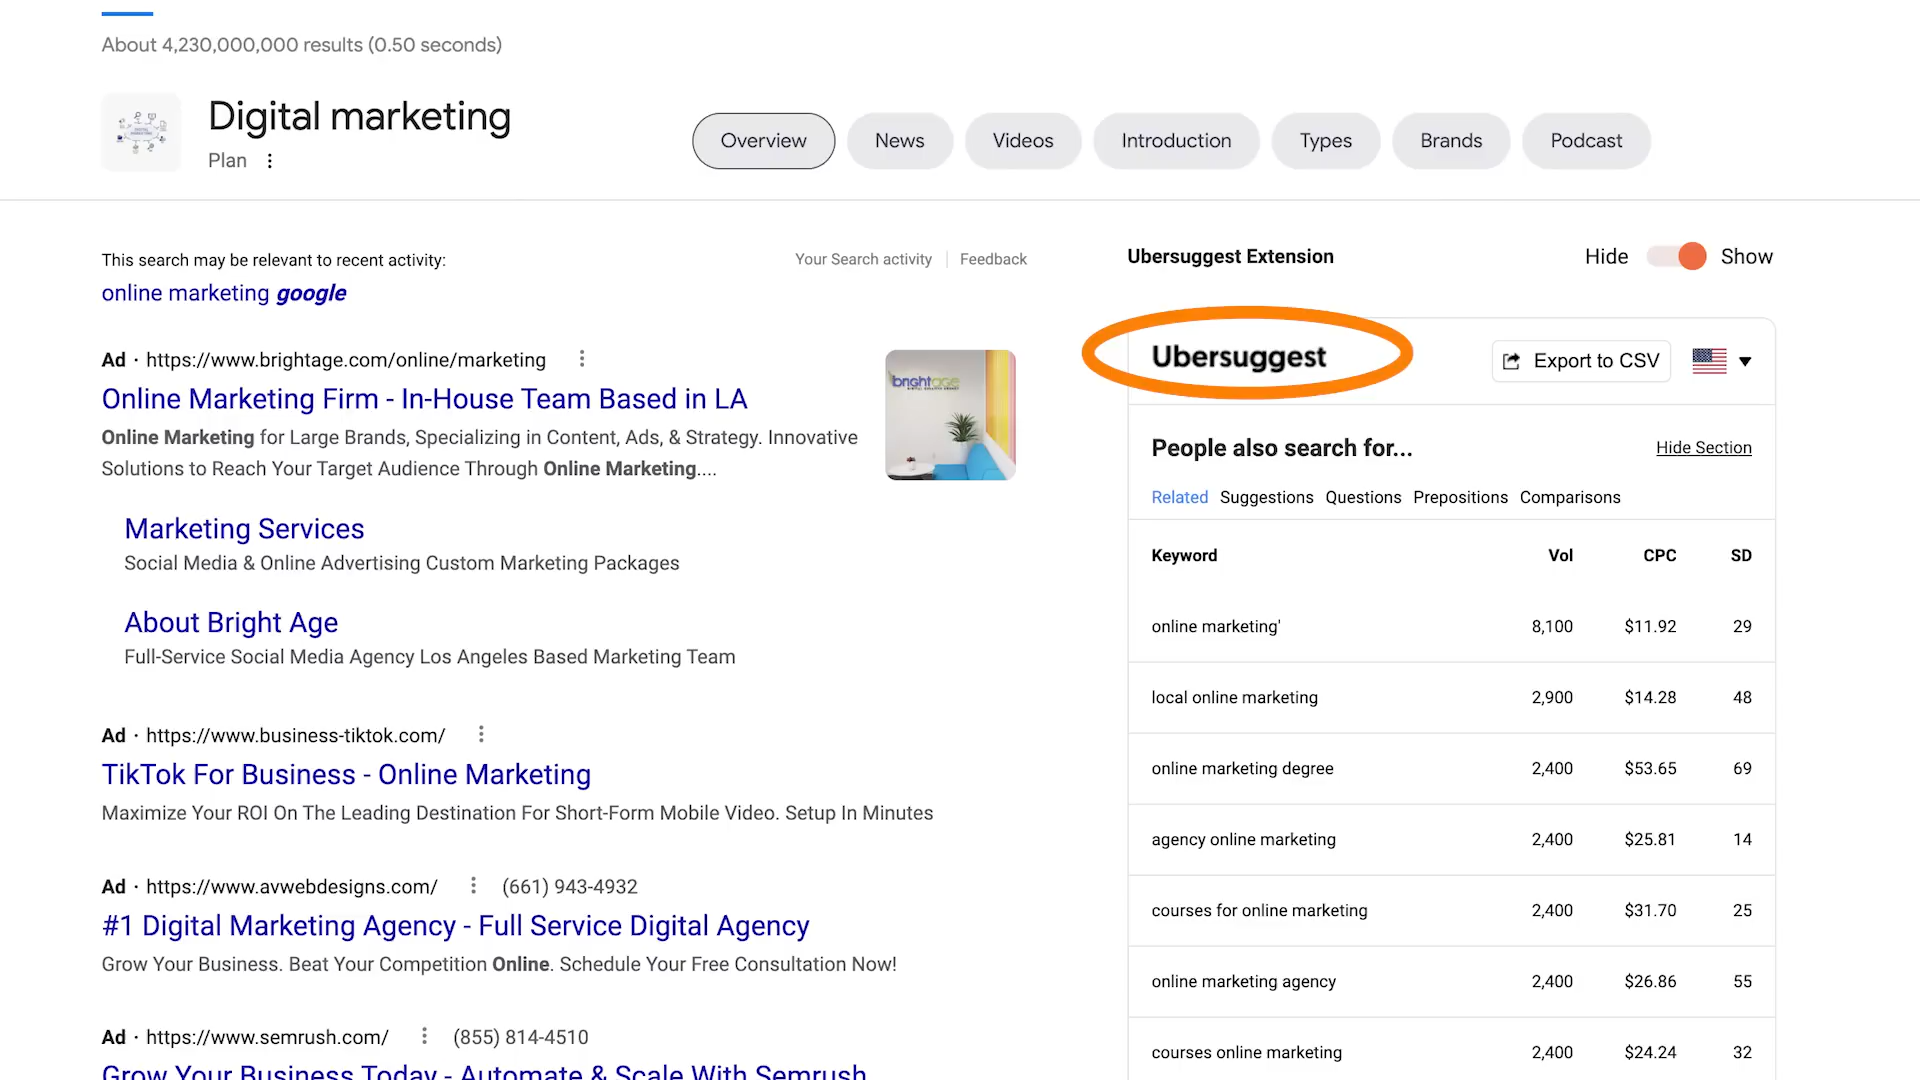 About 4,230,000,000 results (0.50 seconds)
Digital marketing
Plan
Overview
News
Videos
Introduction
Types
Brands
Podcast
This search may be relevant to recent activity:
online marketing google
Your Search activity
Feedback
Ad · https://www.brightage.com/online/marketing
Online Marketing Firm - In-House Team Based in LA
Online Marketing for Large Brands, Specializing in Content, Ads, & Strategy. Innovative
Solutions to Reach Your Target Audience Through Online Marketing....
brightage
Marketing Services
Social Media & Online Advertising Custom Marketing Packages
About Bright Age
Full-Service Social Media Agency Los Angeles Based Marketing Team
Ad · https://www.business-tiktok.com/
TikTok For Business - Online Marketing
Maximize Your ROI On The Leading Destination For Short-Form Mobile Video. Setup In Minutes
Ad · https://www.avwebdesigns.com/ (661) 943-4932
#1 Digital Marketing Agency - Full Service Digital Agency
Grow Your Business. Beat Your Competition Online. Schedule Your Free Consultation Now!
Ad · https://www.semrush.com/ (855) 814-4510
Grow Your Business Today - Automate & Scale With Semrush
Ubersuggest Extension
Hide
Show
Ubersuggest
Export to CSV
People also search for...
Hide Section
Related Suggestions Questions Prepositions Comparisons
Keyword Vol CPC SD
online marketing' 8,100 $11.92 29
local online marketing 2,900 $14.28 48
online marketing degree 2,400 $53.65 69
agency online marketing 2,400 $25.81 14
courses for online marketing 2,400 $31.70 25
online marketing agency 2,400 $26.86 55
courses online marketing 2,400 $24.24 32